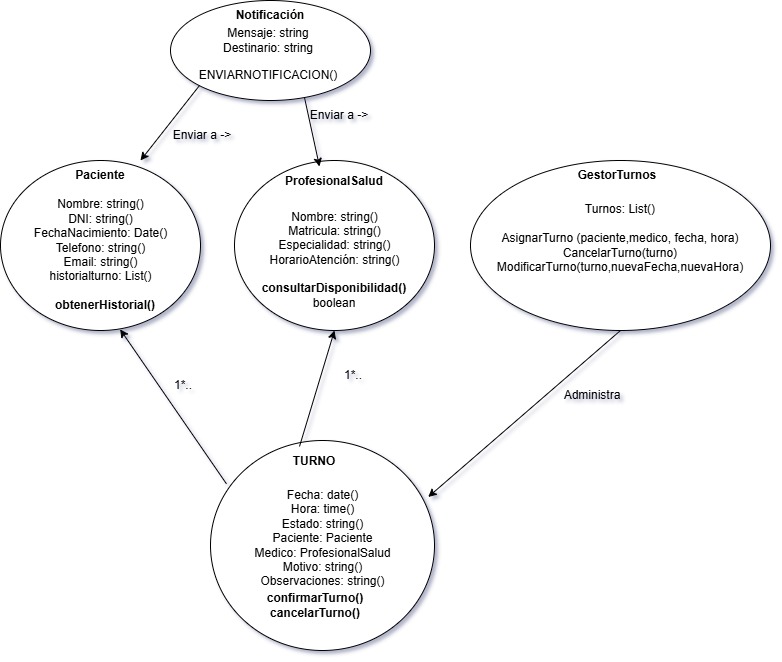 Notificación
Mensaje: string
Destinario: string
ENVIARNOTIFICACION()
Enviar a ->
Enviar a ->
Paciente
Nombre: string()
DNI: string()
FechaNacimiento: Date()
Telefono: string()
Email: string()
historialturno: List()
obtenerHistorial()
ProfesionalSalud
Nombre: string()
Matricula: string()
Especialidad: string()
HorarioAtención: string()
consultarDisponibilidad()
boolean
GestorTurnos
Turnos: List()
AsignarTurno (paciente,medico, fecha, hora)
CancelarTurno(turno)
ModificarTurno(turno,nuevaFecha,nuevaHora)
1*..
1*..
Administra
TURNO
Fecha: date()
Hora: time()
Estado: string()
Paciente: Paciente
Medico: ProfesionalSalud
Motivo: string()
Observaciones: string()
confirmarTurno()
cancelarTurno()